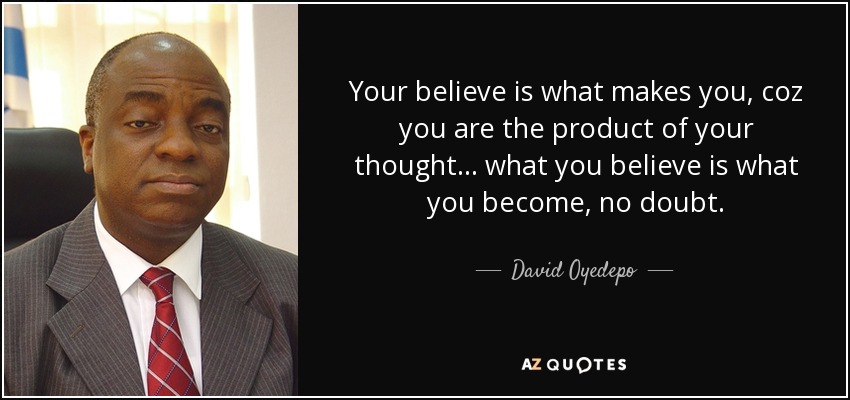 Your believe is what makes you, coz
you are the product of your
thought... what you believe is what
you become, no doubt.
David Oyedepo
AZ QUOTES